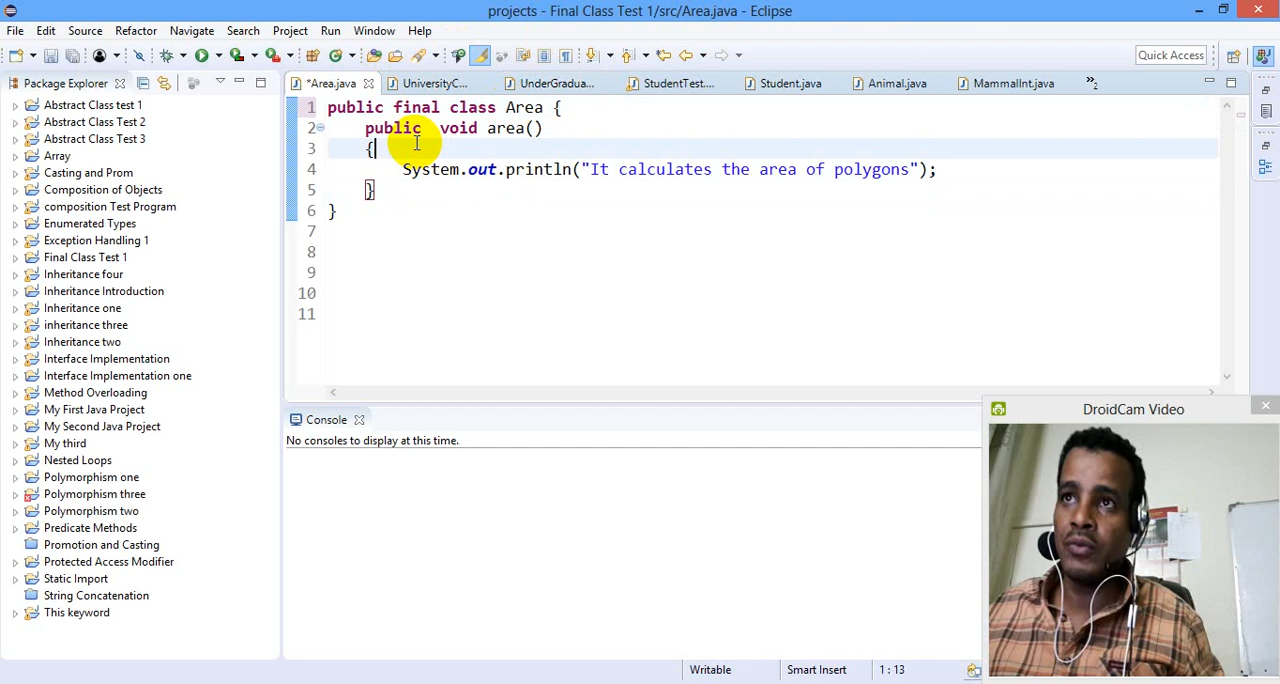 projects - Final Class Test 1/src/Area.java - Eclipse
File Edit Source Refactor Navigate Search Project Run Window Help
Quick Access
Package Explorer
*Area.java UniversityC... UnderGradua... StudentTest.... Student.java Animal.java MammalInt.java »2
Abstract Class test 1
Abstract Class Test 2
Abstract Class Test 3
Array
Casting and Prom
Composition of Objects
composition Test Program
Enumerated Types
Exception Handling 1
Final Class Test 1
Inheritance four
Inheritance Introduction
Inheritance one
inheritance three
Inheritance two
Interface Implementation
Interface Implementation one
Method Overloading
My First Java Project
My Second Java Project
My third
Nested Loops
Polymorphism one
Polymorphism three
Polymorphism two
Predicate Methods
Promotion and Casting
Protected Access Modifier
Static Import
String Concatenation
This keyword
1 public final class Area {
2 public void area()
3 {
4 System.out.println("It calculates the area of polygons");
5 }
6 }
7
8
9
10
11
Console
No consoles to display at this time.
DroidCam Video
Writable Smart Insert 1 : 13